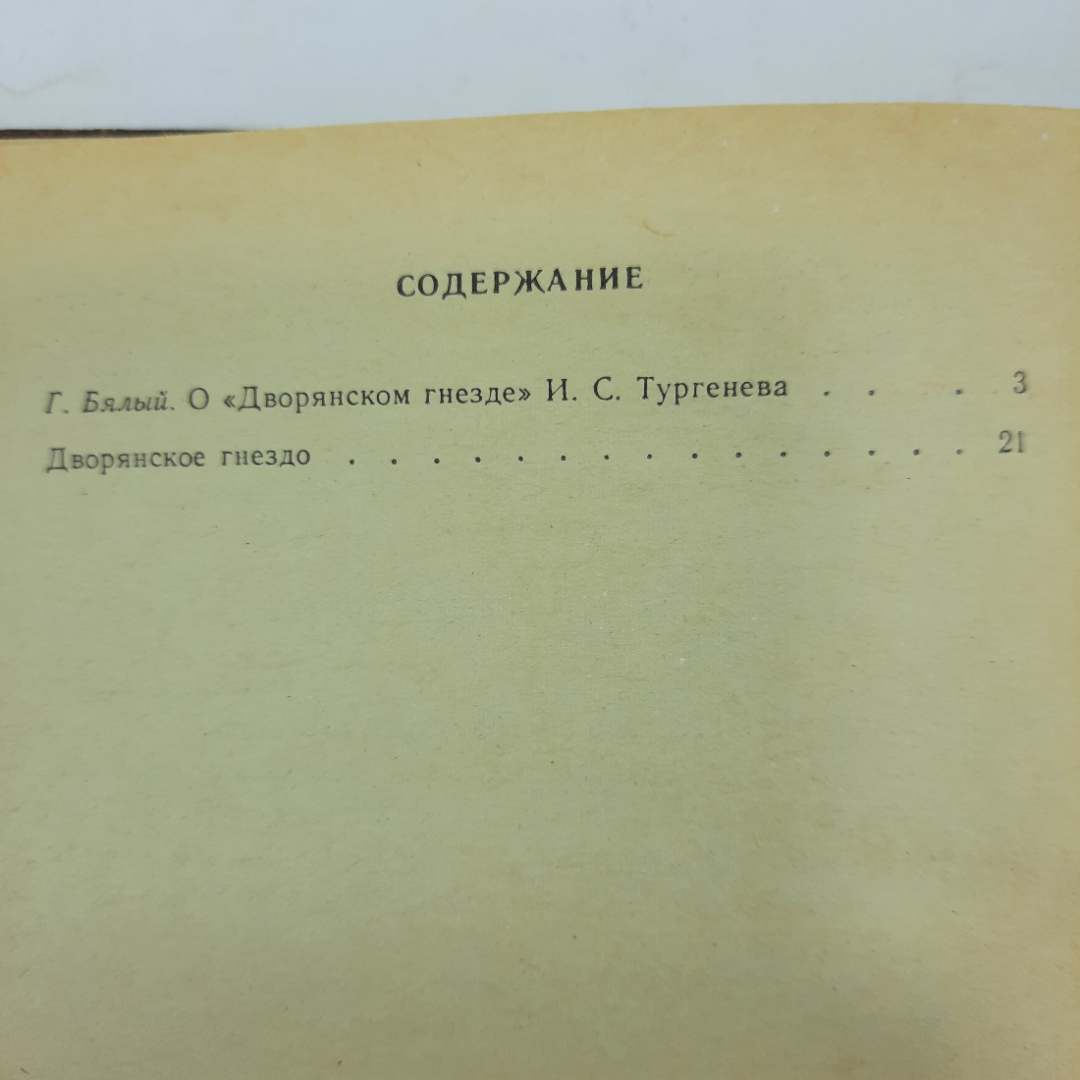 СОДЕРЖАНИЕ
Г. Бялый. О «Дворянском гнезде» И. С. Тургенева . . . 3
Дворянское гнездо . . . . . . . . . . . . . . . 21